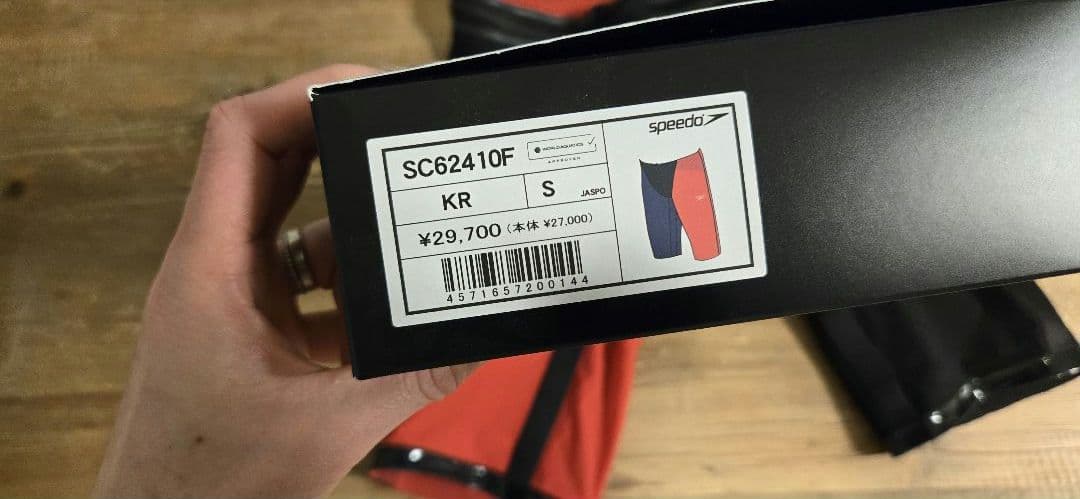 speedo
SC62410F
WORLD AQUATICS
APPROVED
KR
S
JASPO
¥29,700 (本体 ¥27,000)
4571657200144